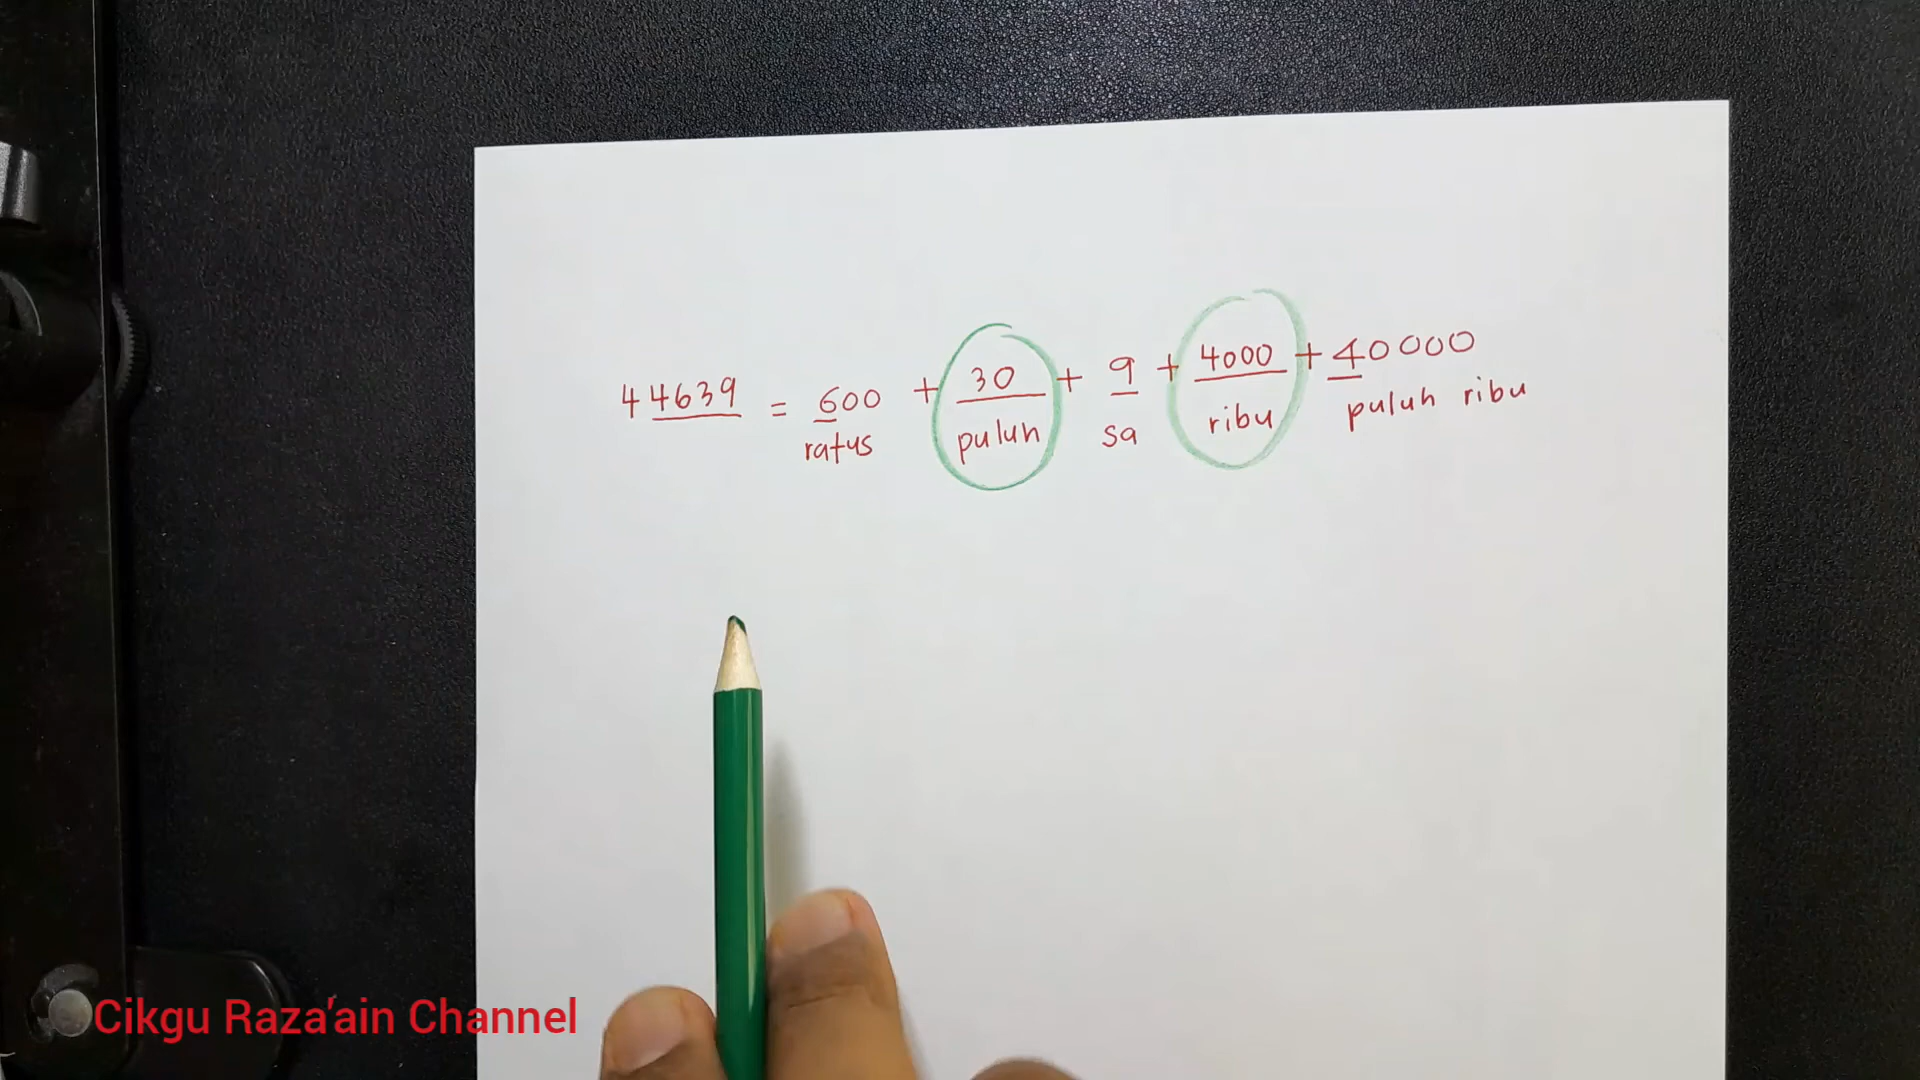 44639 = 600 + 30 + 9 + 4000 + 40000
ratus puluh sa ribu puluh ribu
Cikgu Raza'ain Channel